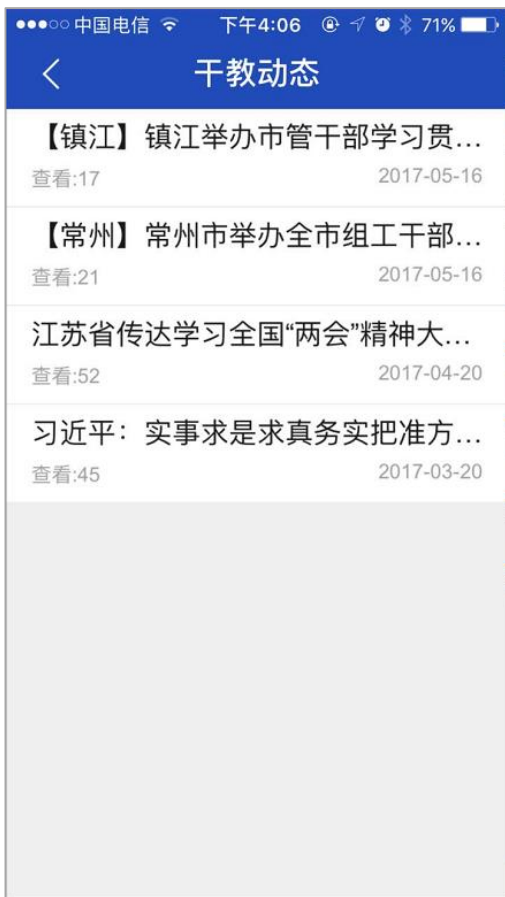 中国电信 下午4:06 71%
干教动态
【镇江】镇江举办市管干部学习贯...
查看:17 2017-05-16
【常州】常州市举办全市组工干部...
查看:21 2017-05-16
江苏省传达学习全国“两会”精神大...
查看:52 2017-04-20
习近平：实事求是求真务实把准方...
查看:45 2017-03-20